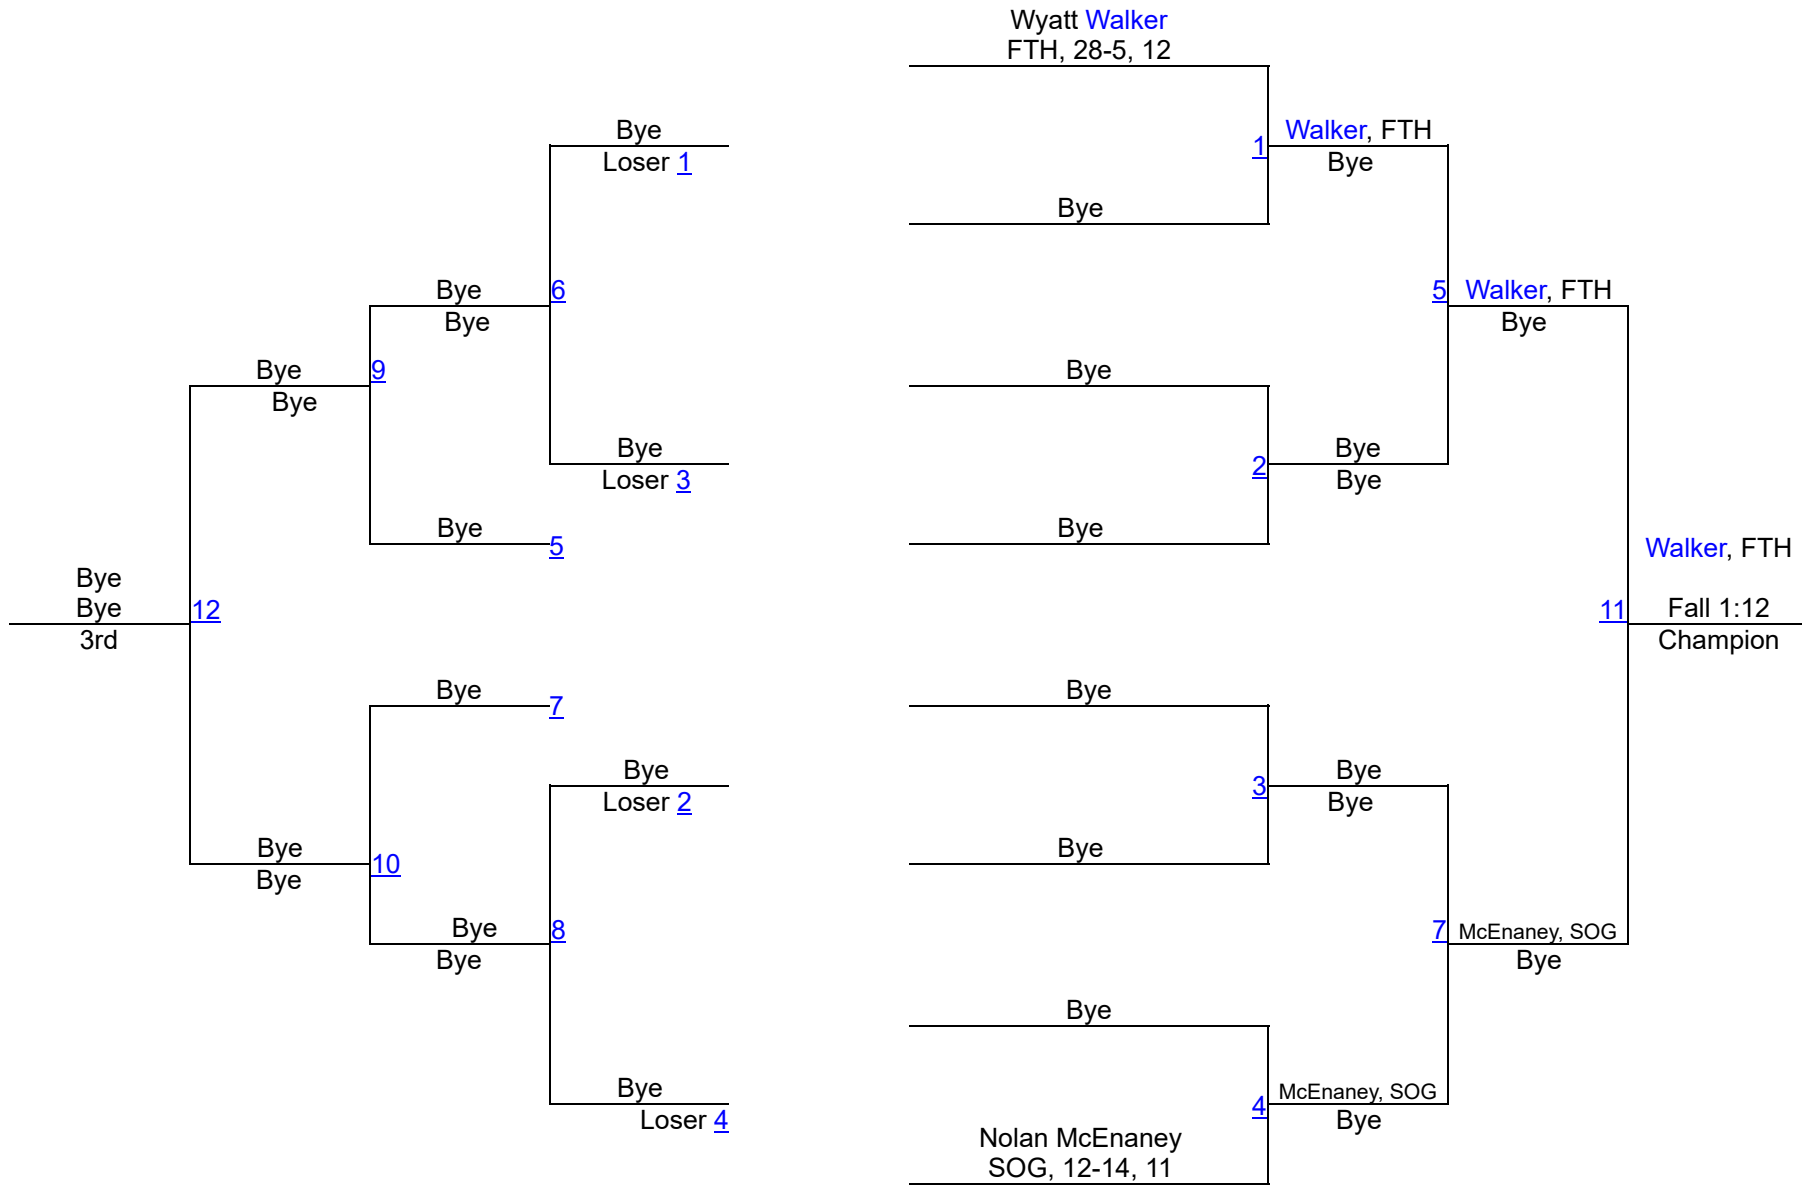 Wyatt Walker
FTH, 28-5, 12
Bye
Loser 1
1
Walker, FTH
Bye
Bye
Bye
Bye
6
5
Walker, FTH
Bye
Bye
Bye
9
Bye
Bye
Loser 3
2
Bye
Bye
Bye
5
Bye
Bye
Bye
3rd
12
Walker, FTH
11
Fall 1:12
Champion
Bye
7
Bye
Bye
Loser 2
3
Bye
Bye
Bye
Bye
10
Bye
Bye
Bye
8
7
McEnaney, SOG
Bye
Bye
Bye
Loser 4
4
McEnaney, SOG
Bye
Nolan McEnaney
SOG, 12-14, 11